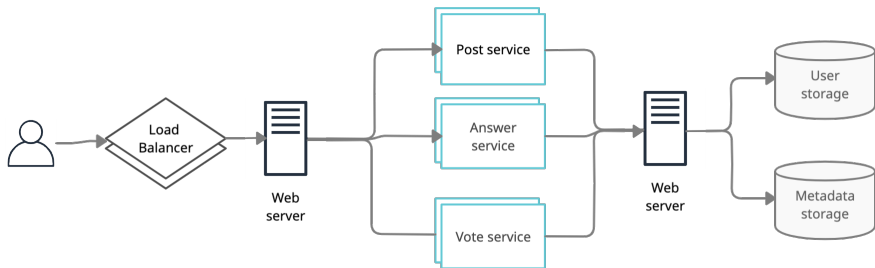 Load
Balancer
Web
server
Post service
Answer
service
Vote service
Web
server
User
storage
Metadata
storage